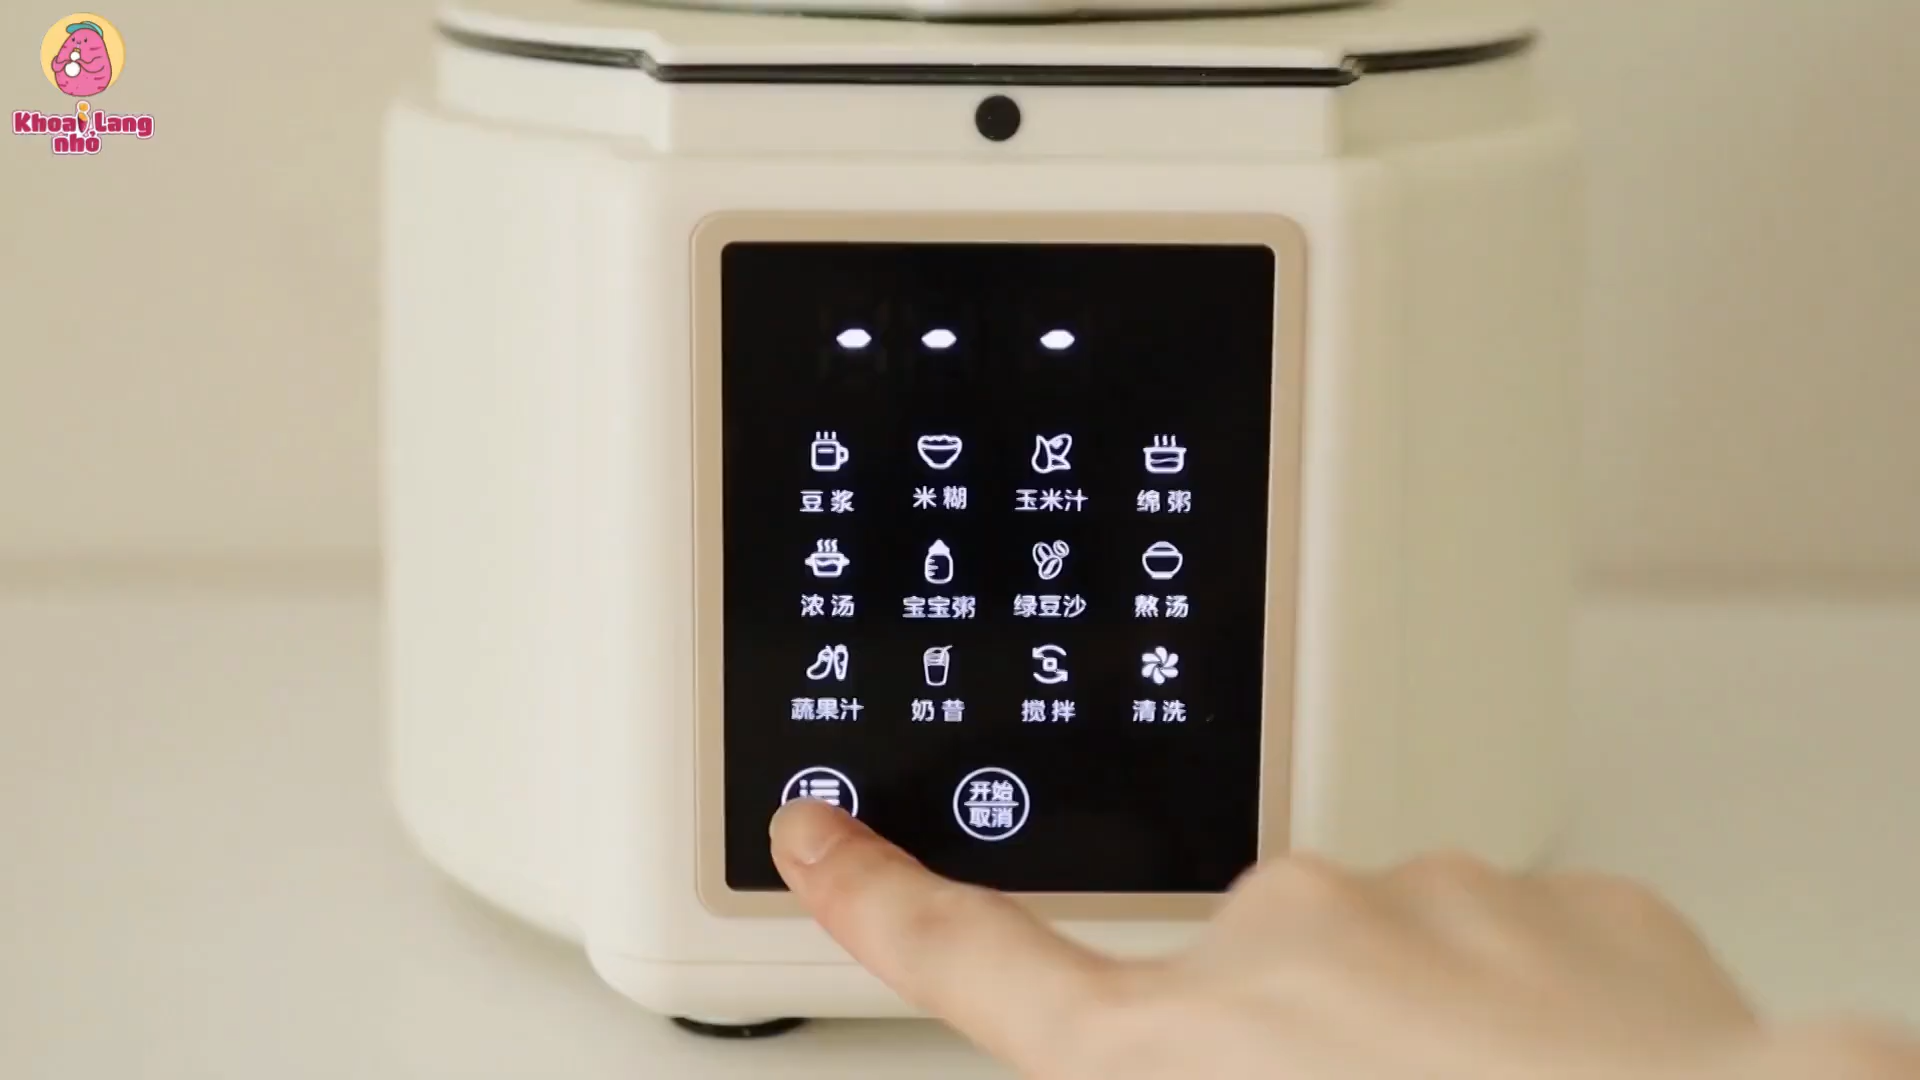 Khoai Lang
nhỏ
豆浆 米糊 玉米汁 绵粥
浓汤 宝宝粥 绿豆沙 熬汤
蔬果汁 奶昔 搅拌 清洗
开始
取消